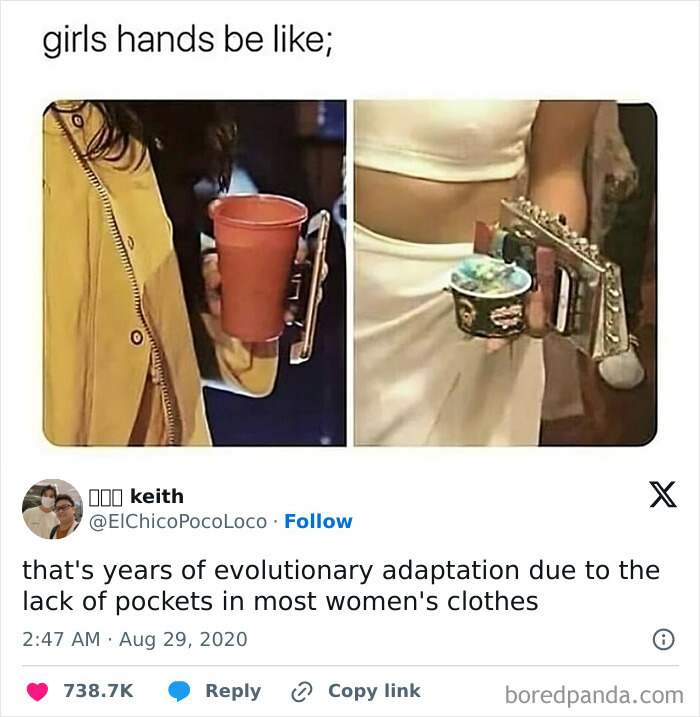 girls hands be like;
keith
@ElChicoPocoLoco · Follow
that's years of evolutionary adaptation due to the
lack of pockets in most women's clothes
2:47 AM · Aug 29, 2020
738.7K Reply Copy link
boredpanda.com